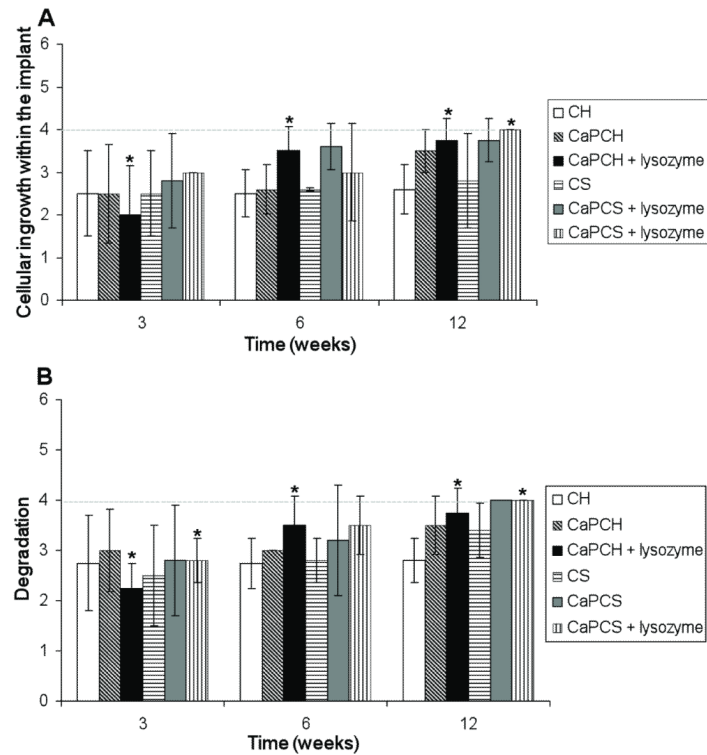 A
Cellular ingrowth within the implant
6
5
4
3
2
1
0
* * * *
3 6 12
Time (weeks)
CH
CaPCH
CaPCH + lysozyme
CS
CaPCS + lysozyme
CaPCS + lysozyme
B
Degradation
6
5
4
3
2
1
0
* * * * *
3 6 12
Time (weeks)
CH
CaPCH
CaPCH + lysozyme
CS
CaPCS
CaPCS + lysozyme